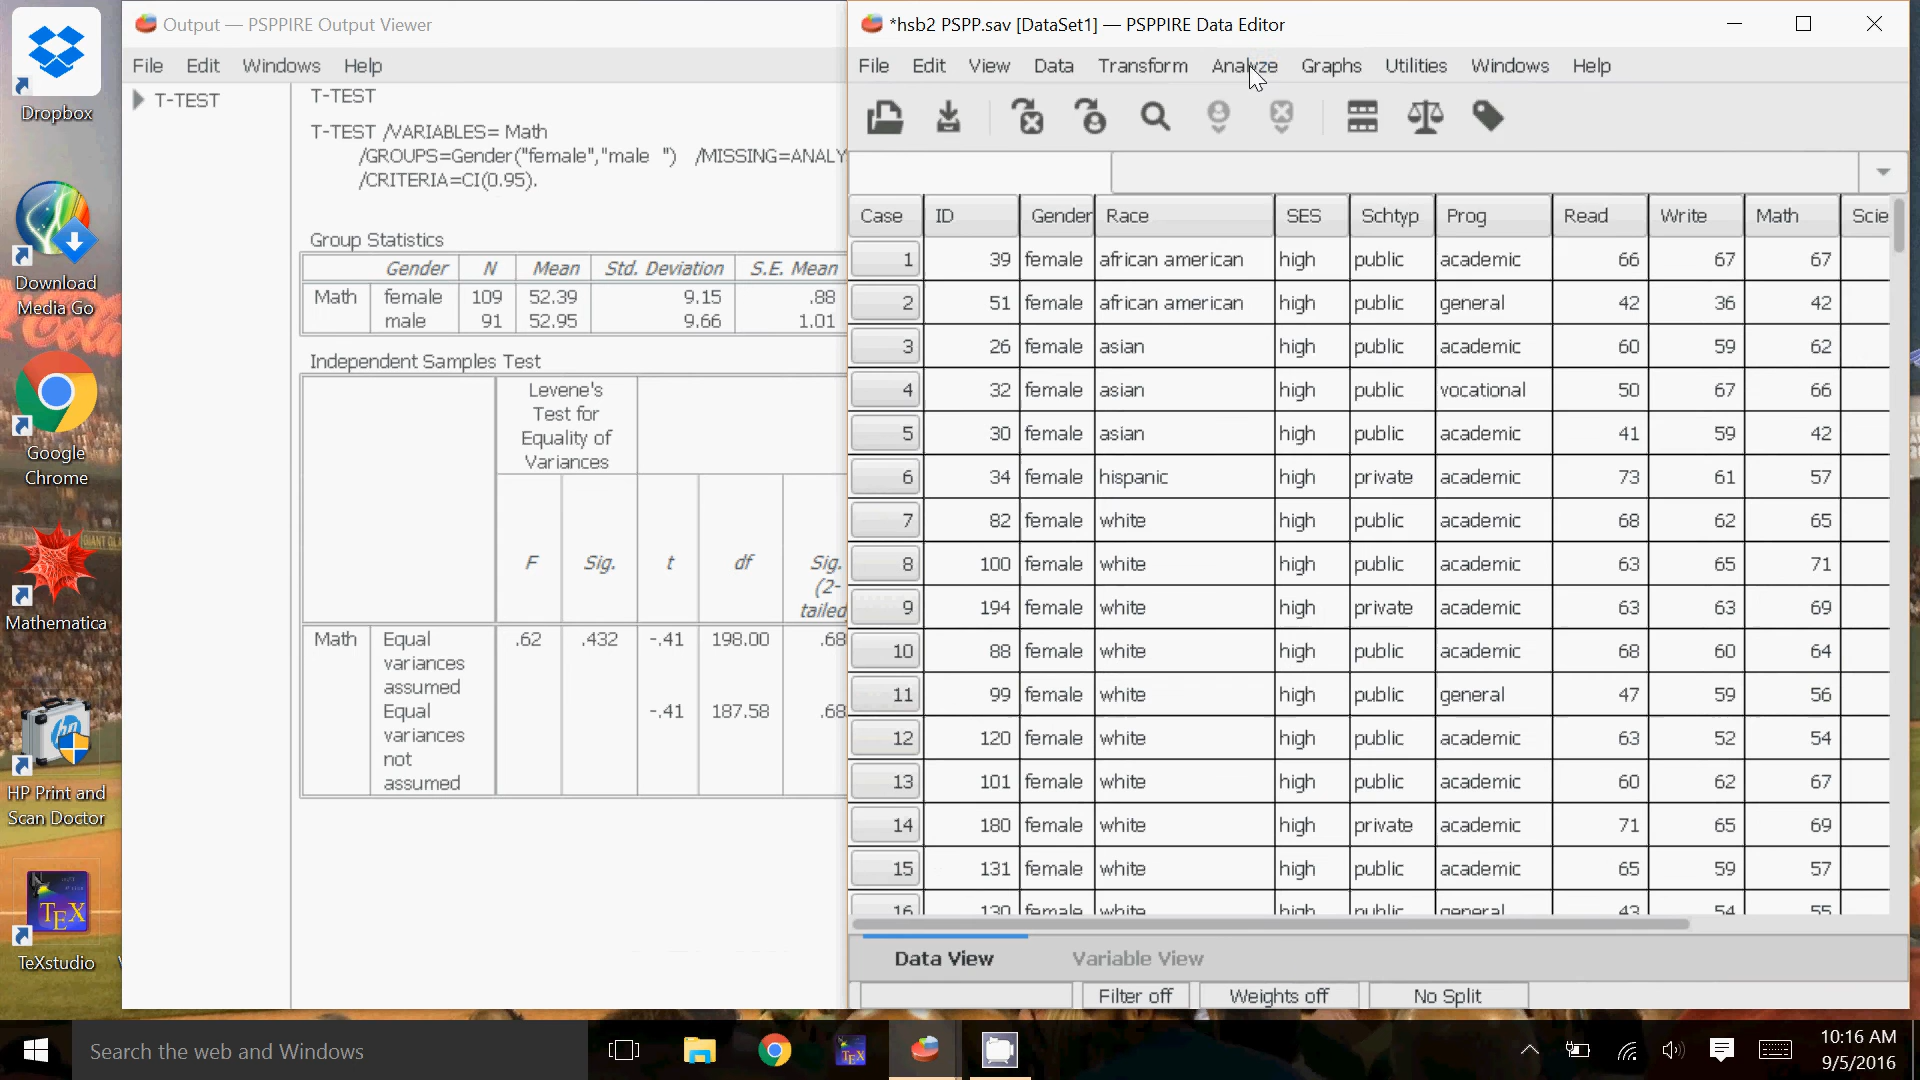 Output — PSPPIRE Output Viewer
File Edit Windows Help
T-TEST
T-TEST
T-TEST /VARIABLES= Math
/GROUPS=Gender("female","male  ")  /MISSING=ANALY
/CRITERIA=CI(0.95).
Group Statistics
Gender N Mean Std. Deviation S.E. Mean
Math female 109 52.39 9.15 .88
male 91 52.95 9.66 1.01
Independent Samples Test
Levene's
Test for
Equality of
Variances
F Sig. t df Sig.
(2-
tailed
Math Equal .62 .432 -.41 198.00 .68
variances
assumed
Equal -.41 187.58 .68
variances
not
assumed
*hsb2 PSPP.sav [DataSet1] — PSPPIRE Data Editor
File Edit View Data Transform Analyze Graphs Utilities Windows Help
Case ID Gender Race SES Schtyp Prog Read Write Math Scie
1 39 female african american high public academic 66 67 67
2 51 female african american high public general 42 36 42
3 26 female asian high public academic 60 59 62
4 32 female asian high public vocational 50 67 66
5 30 female asian high public academic 41 59 42
6 34 female hispanic high private academic 73 61 57
7 82 female white high public academic 68 62 65
8 100 female white high public academic 63 65 71
9 194 female white high private academic 63 63 69
10 88 female white high public academic 68 60 64
11 99 female white high public general 47 59 56
12 120 female white high public academic 63 52 54
13 101 female white high public academic 60 62 67
14 180 female white high private academic 71 65 69
15 131 female white high public academic 65 59 57
16 130 female white high public general 43 54 55
Data View Variable View
Filter off Weights off No Split
Dropbox
Download
Media Go
Google
Chrome
Mathematica
HP Print and
Scan Doctor
TEX
TeXstudio
Search the web and Windows
10:16 AM
9/5/2016